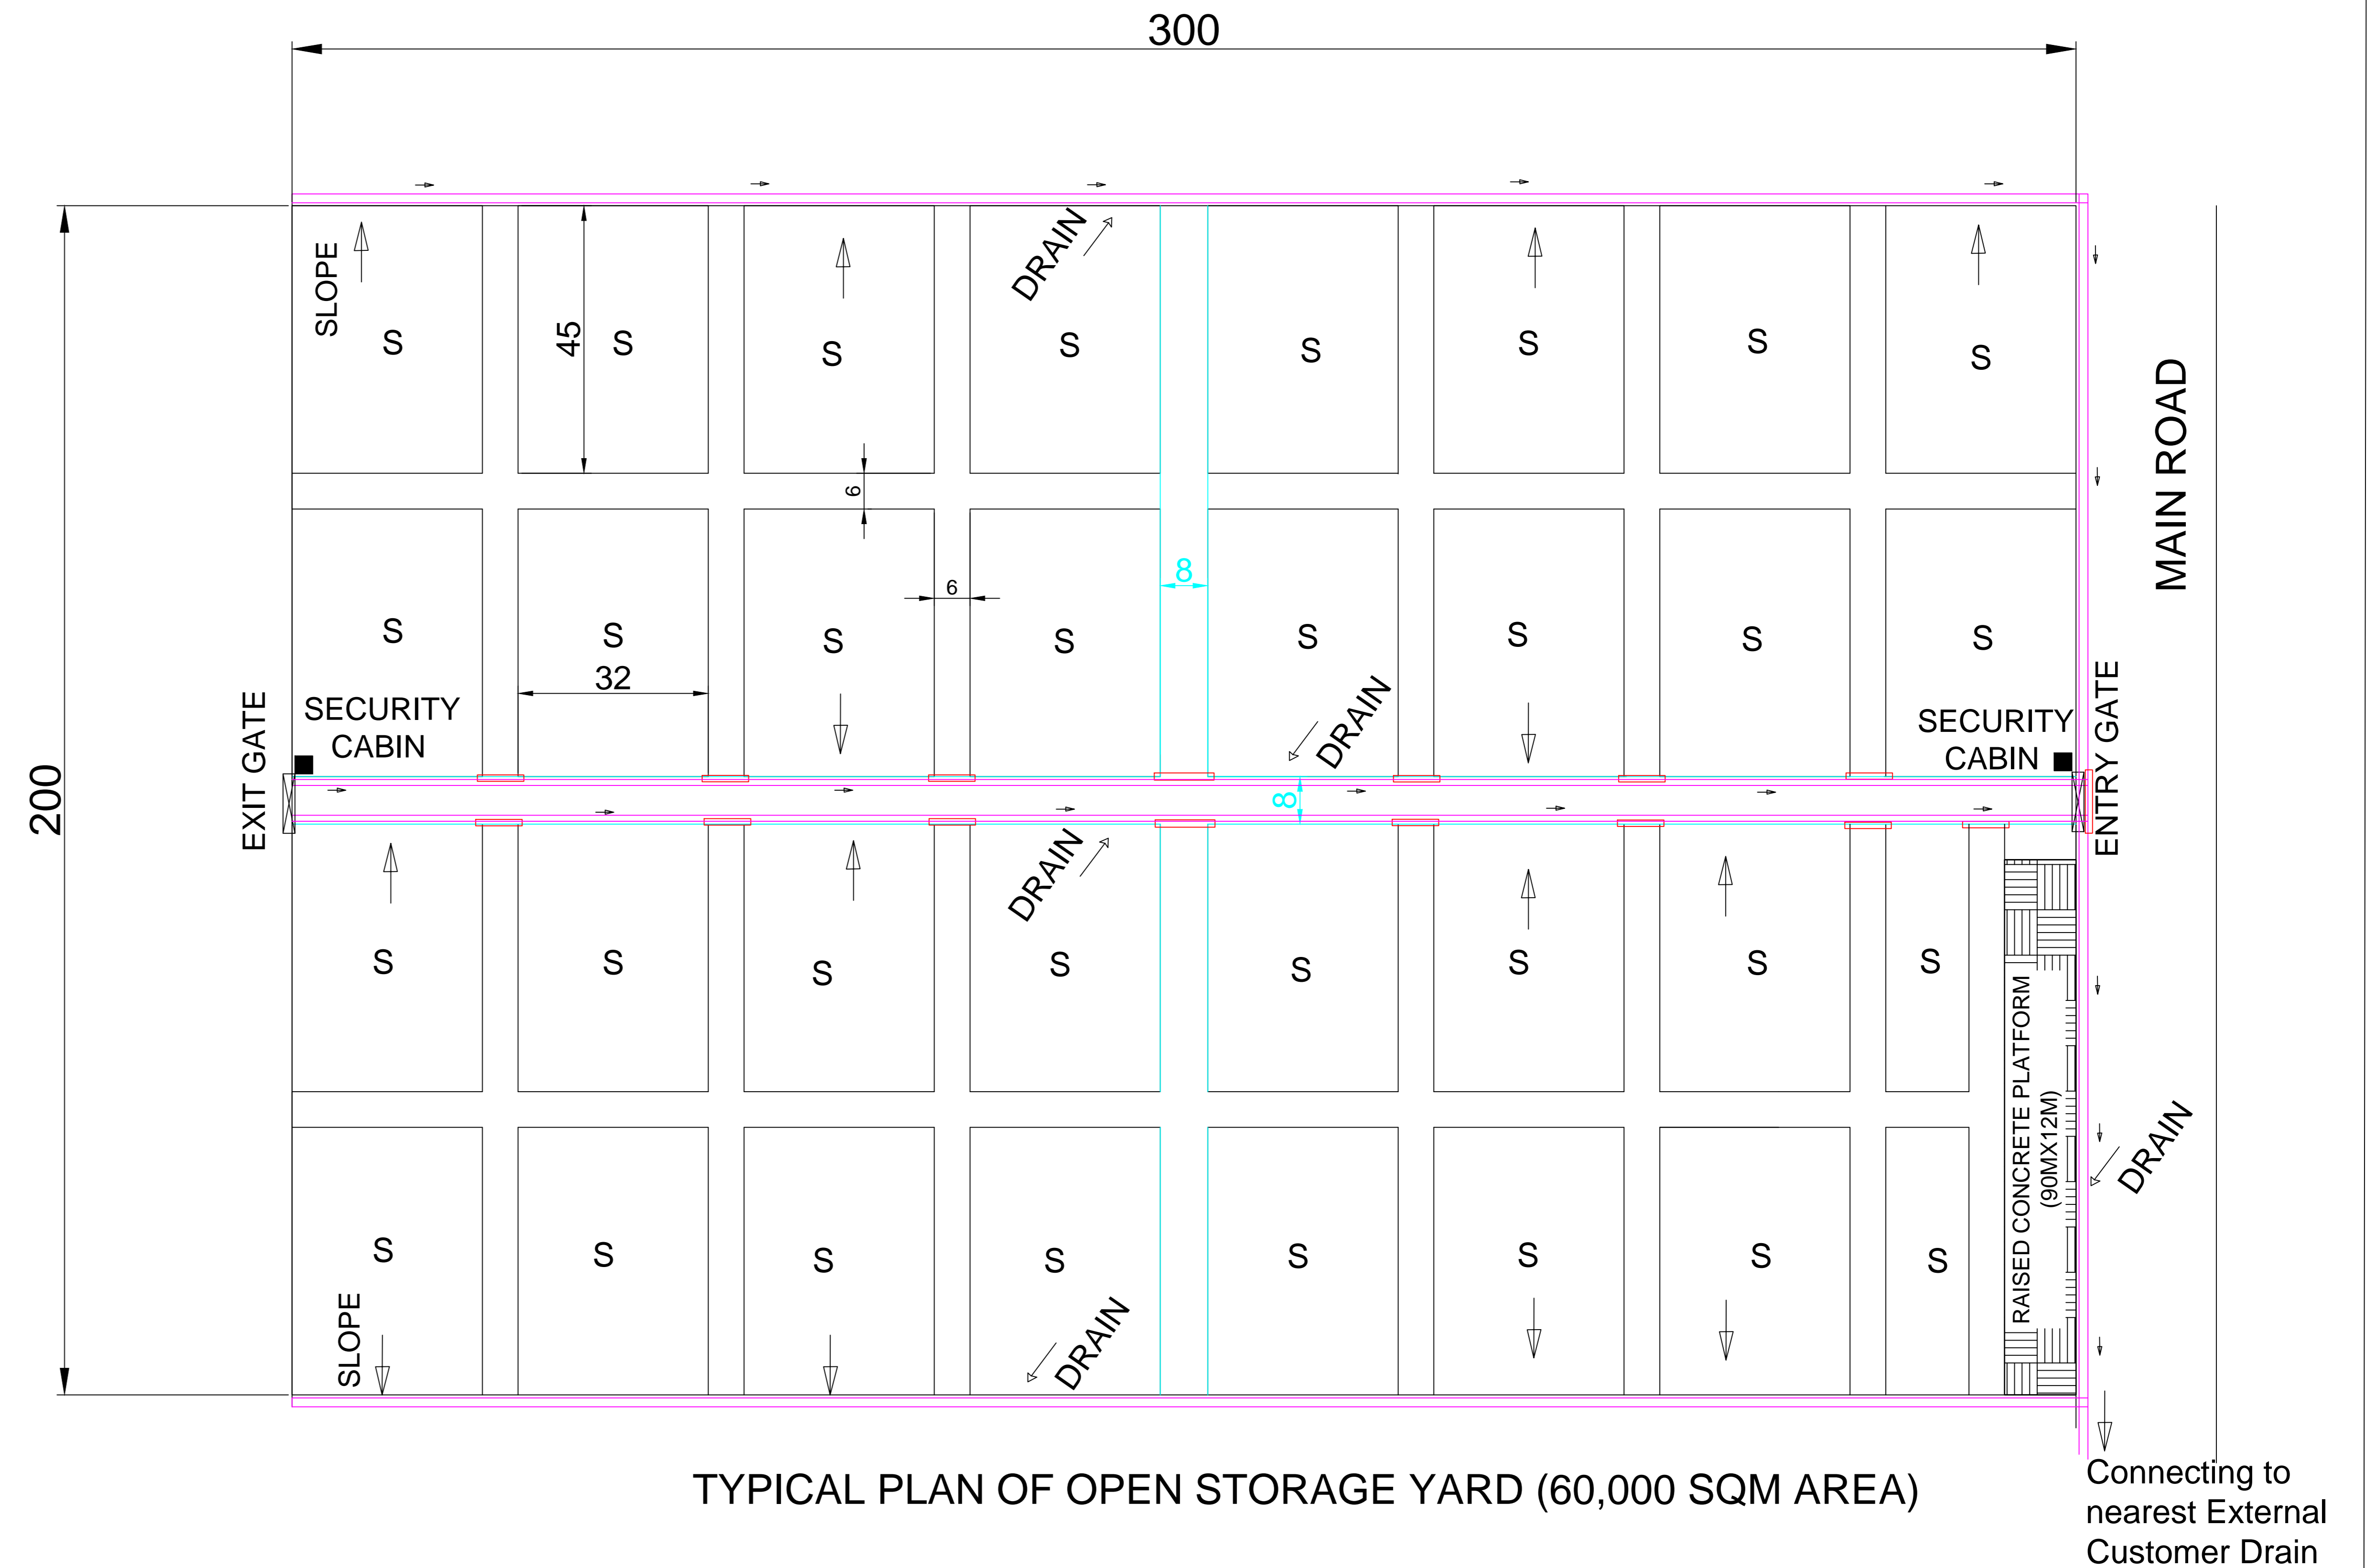 300
SLOPE
DRAIN
S
45
S
S
S
S
S
S
S
MAIN ROAD
6
8
6
S
S
S
S
S
S
S
S
32
DRAIN
200
EXIT GATE
SECURITY
CABIN
SECURITY
CABIN
ENTRY GATE
8
DRAIN
S
S
S
S
S
S
S
S
RAISED CONCRETE PLATFORM
(90MX12M)
DRAIN
S
S
S
S
S
S
S
S
SLOPE
DRAIN
TYPICAL PLAN OF OPEN STORAGE YARD (60,000 SQM AREA)
Connecting to
nearest External
Customer Drain